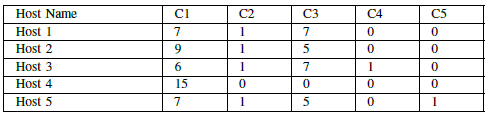 Host Name C1 C2 C3 C4 C5
Host 1 7 1 7 0 0
Host 2 9 1 5 0 0
Host 3 6 1 7 1 0
Host 4 15 0 0 0 0
Host 5 7 1 5 0 1